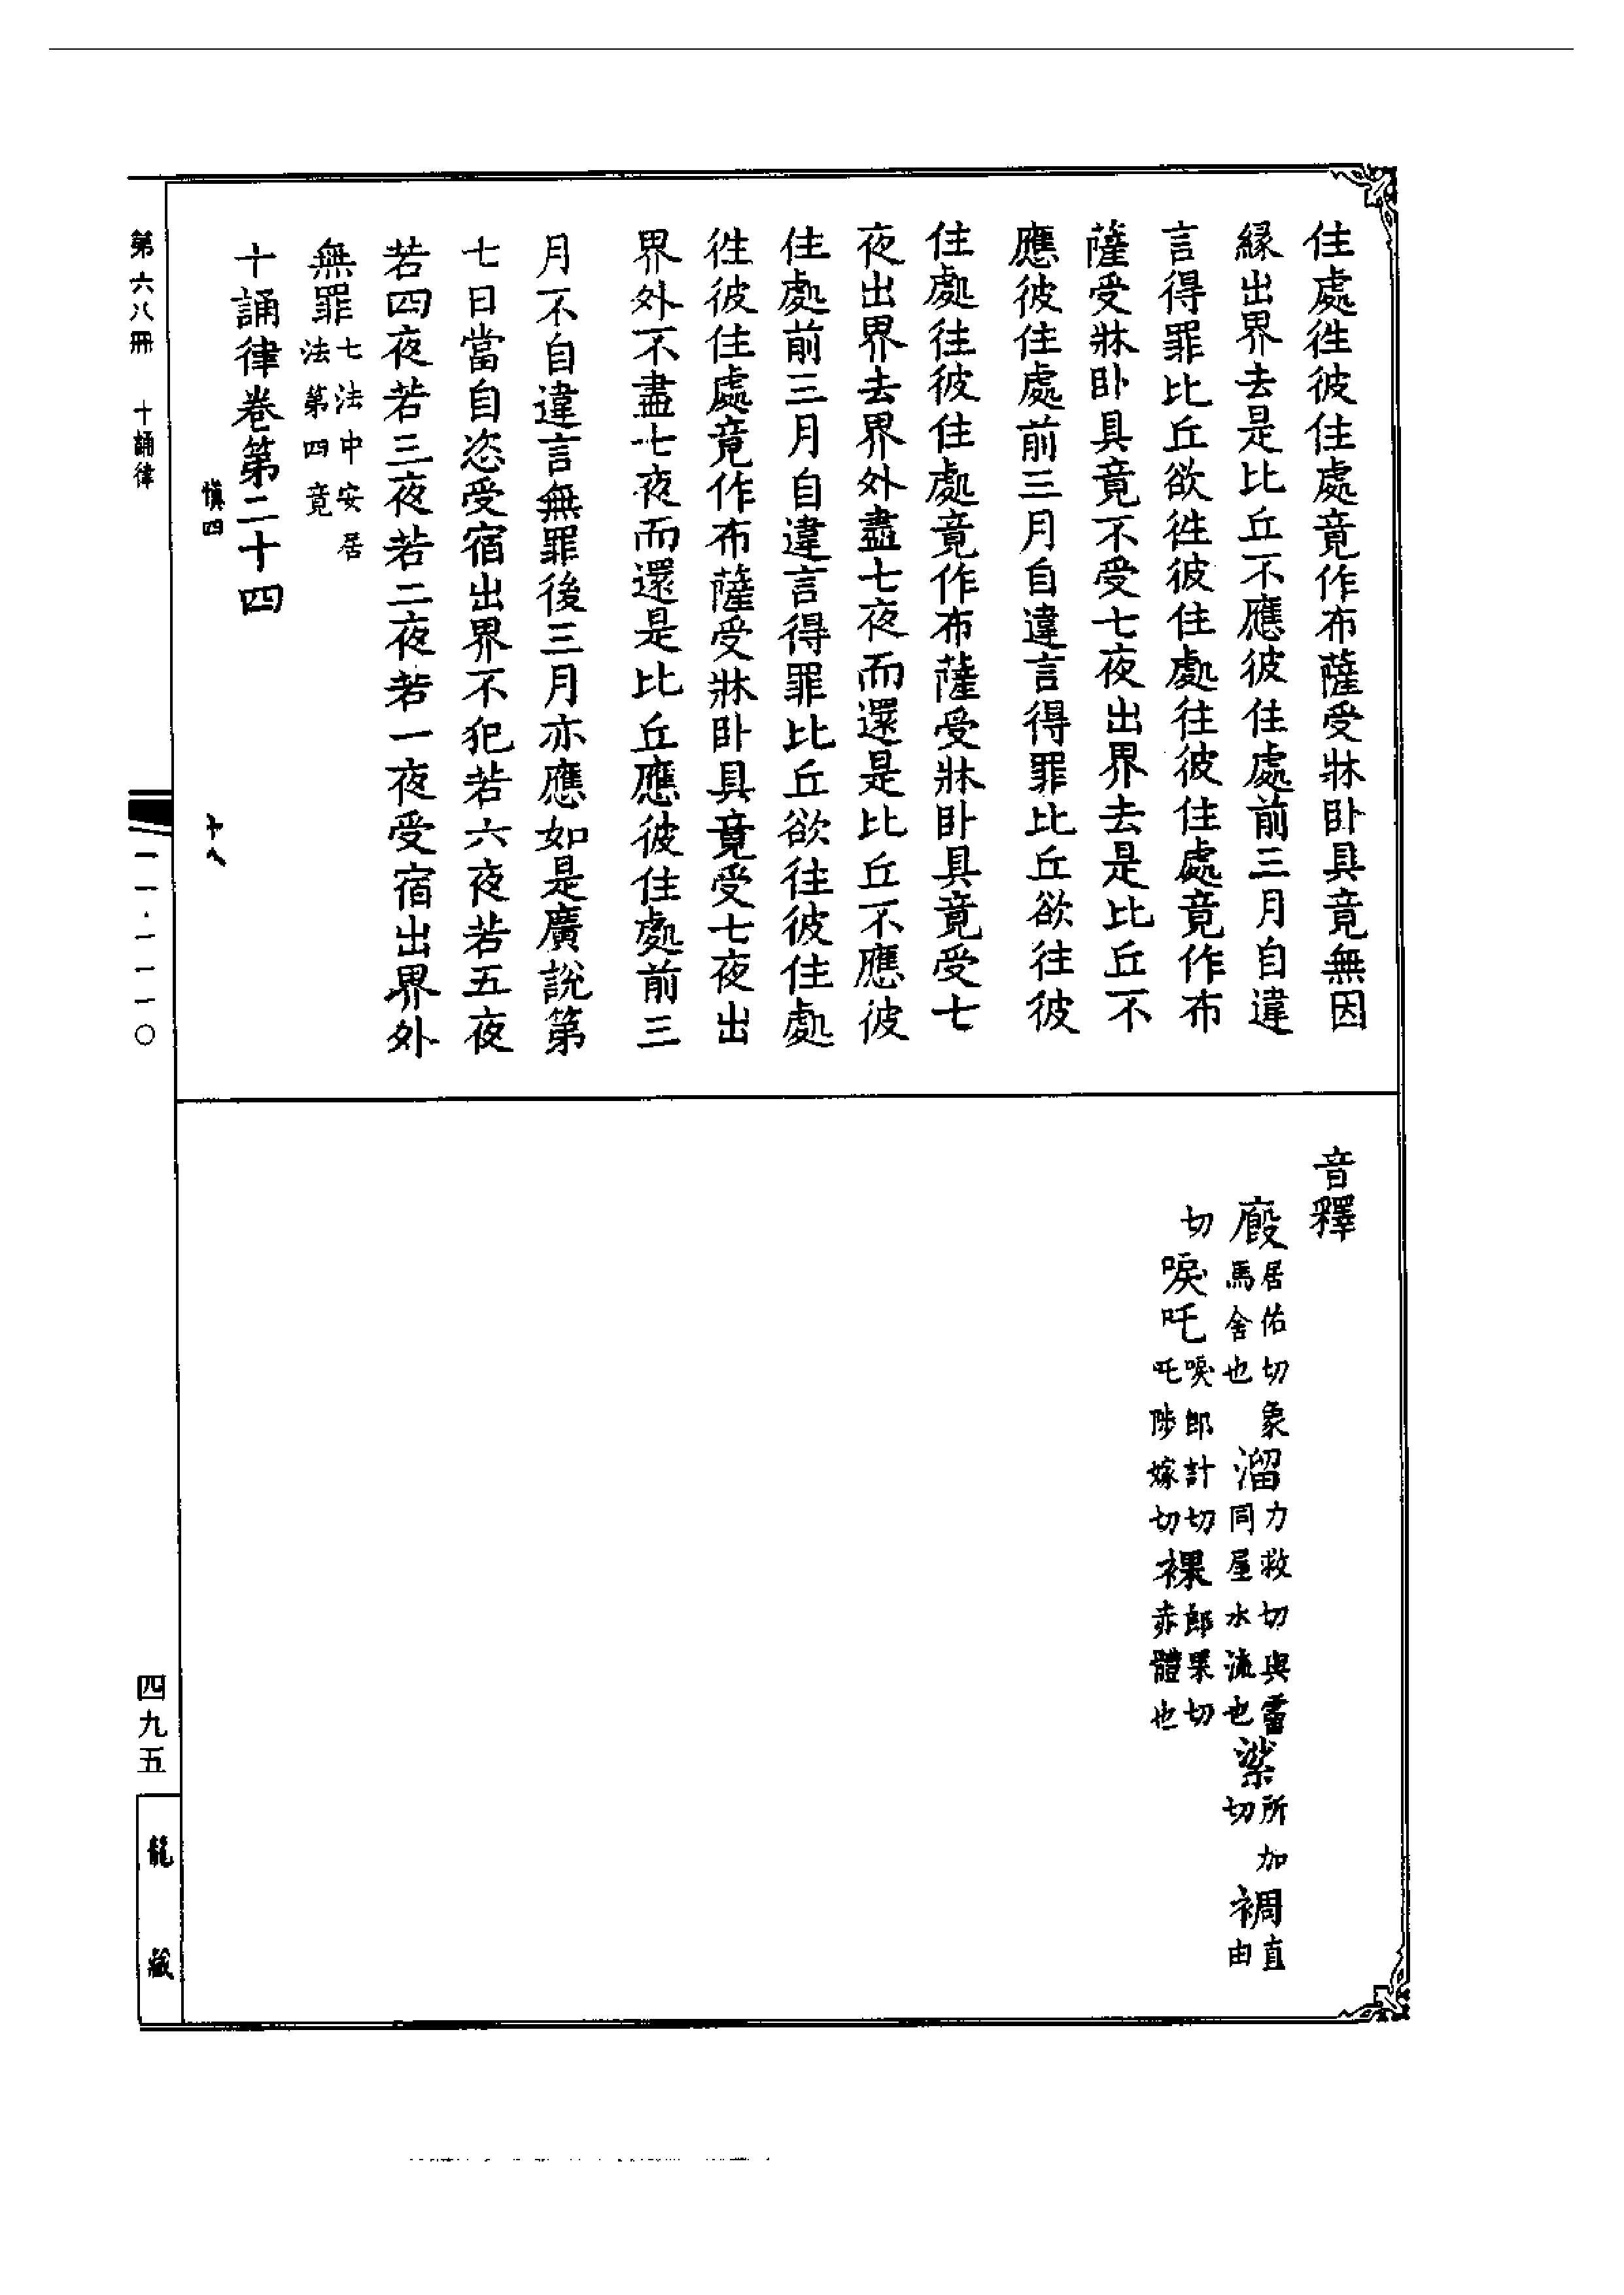 住處徃彼住處竟作布薩受牀卧具竟無因
縁出界去是比丘不應彼住處前三月自違
言得罪比丘欲徃彼住處往彼住處竟作布
薩受牀卧具竟不受七夜出界去是比丘不
應彼住處前三月自違言得罪比丘欲往彼
住處往彼住處竟作布薩受牀卧具竟受七
夜出界去界外盡七夜而還是比丘不應彼
住處前三月自違言得罪比丘欲往彼住處
徃彼住處竟作布薩受牀卧具竟受七夜出
界外不盡七夜而還是比丘應彼住處前三
月不自違言無罪後三月亦應如是廣說第
七日當自恣受宿出界不犯若六夜若五夜
若四夜若三夜若二夜若一夜受宿出界外
無罪七法中安居
法第四竟
十誦律卷第二十四
慎四 十八
音釋
廄居佑切象馬舍也 溜力救切與霤同屋水流也 桬所加切 裯直由
切 唳吒唳郎計切吒陟嫁切 裸郎果切赤體也
第六八冊 十誦律
一一·一一一〇
四九五
龍藏